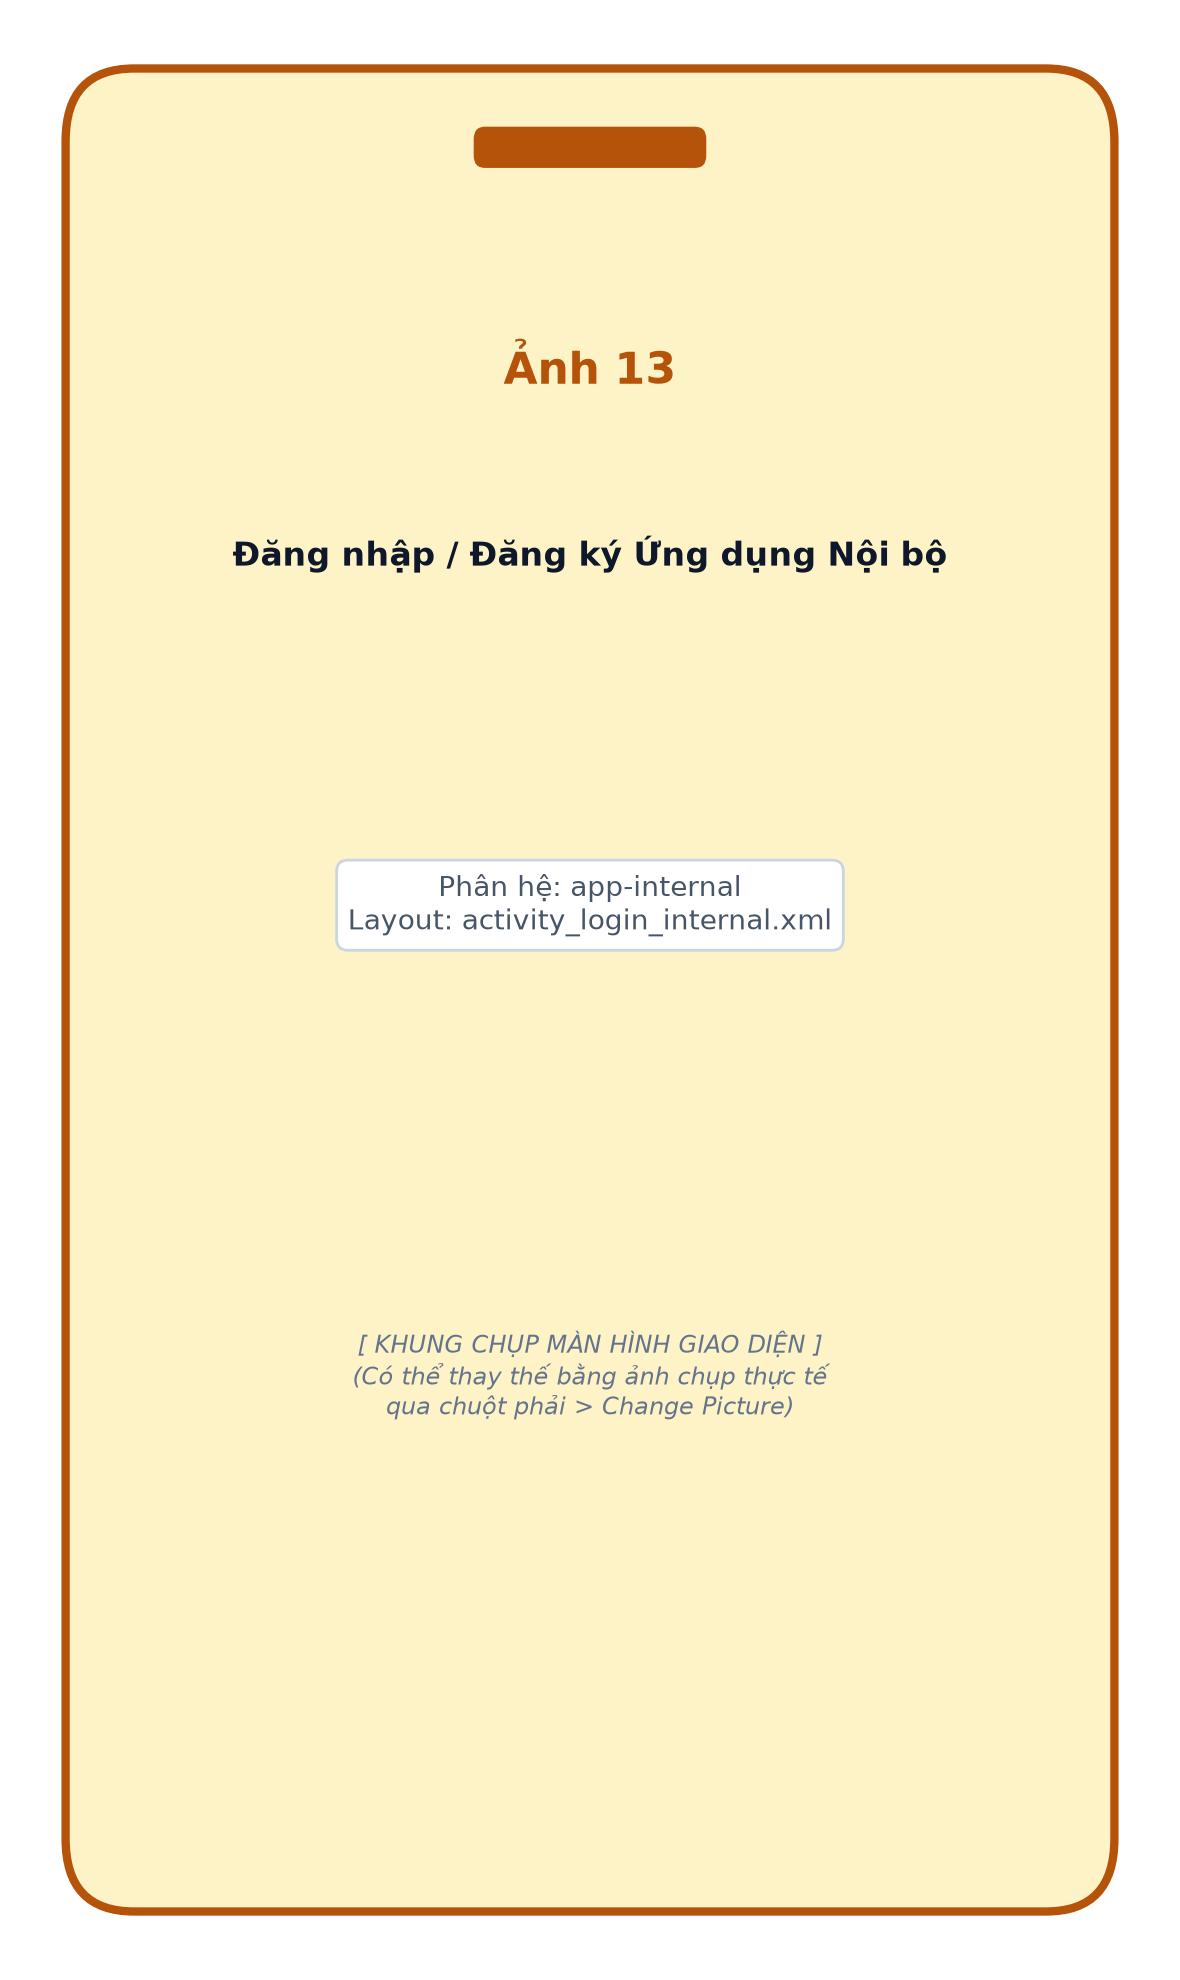 Ảnh 13
Đăng nhập / Đăng ký Ứng dụng Nội bộ
Phân hệ: app-internal
Layout: activity_login_internal.xml
[ KHUNG CHỤP MÀN HÌNH GIAO DIỆN ]
(Có thể thay thế bằng ảnh chụp thực tế
qua chuột phải > Change Picture)